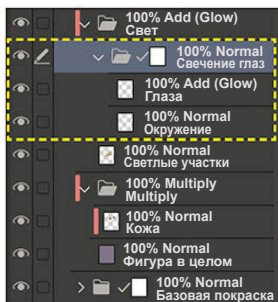 100% Add (Glow)
Свет
100% Normal
Свечение глаз
100% Add (Glow)
Глаза
100% Normal
Окружение
100% Normal
Светлые участки
100% Multiply
Multiply
100% Normal
Кожа
100% Normal
Фигура в целом
100% Normal
Базовая покраска